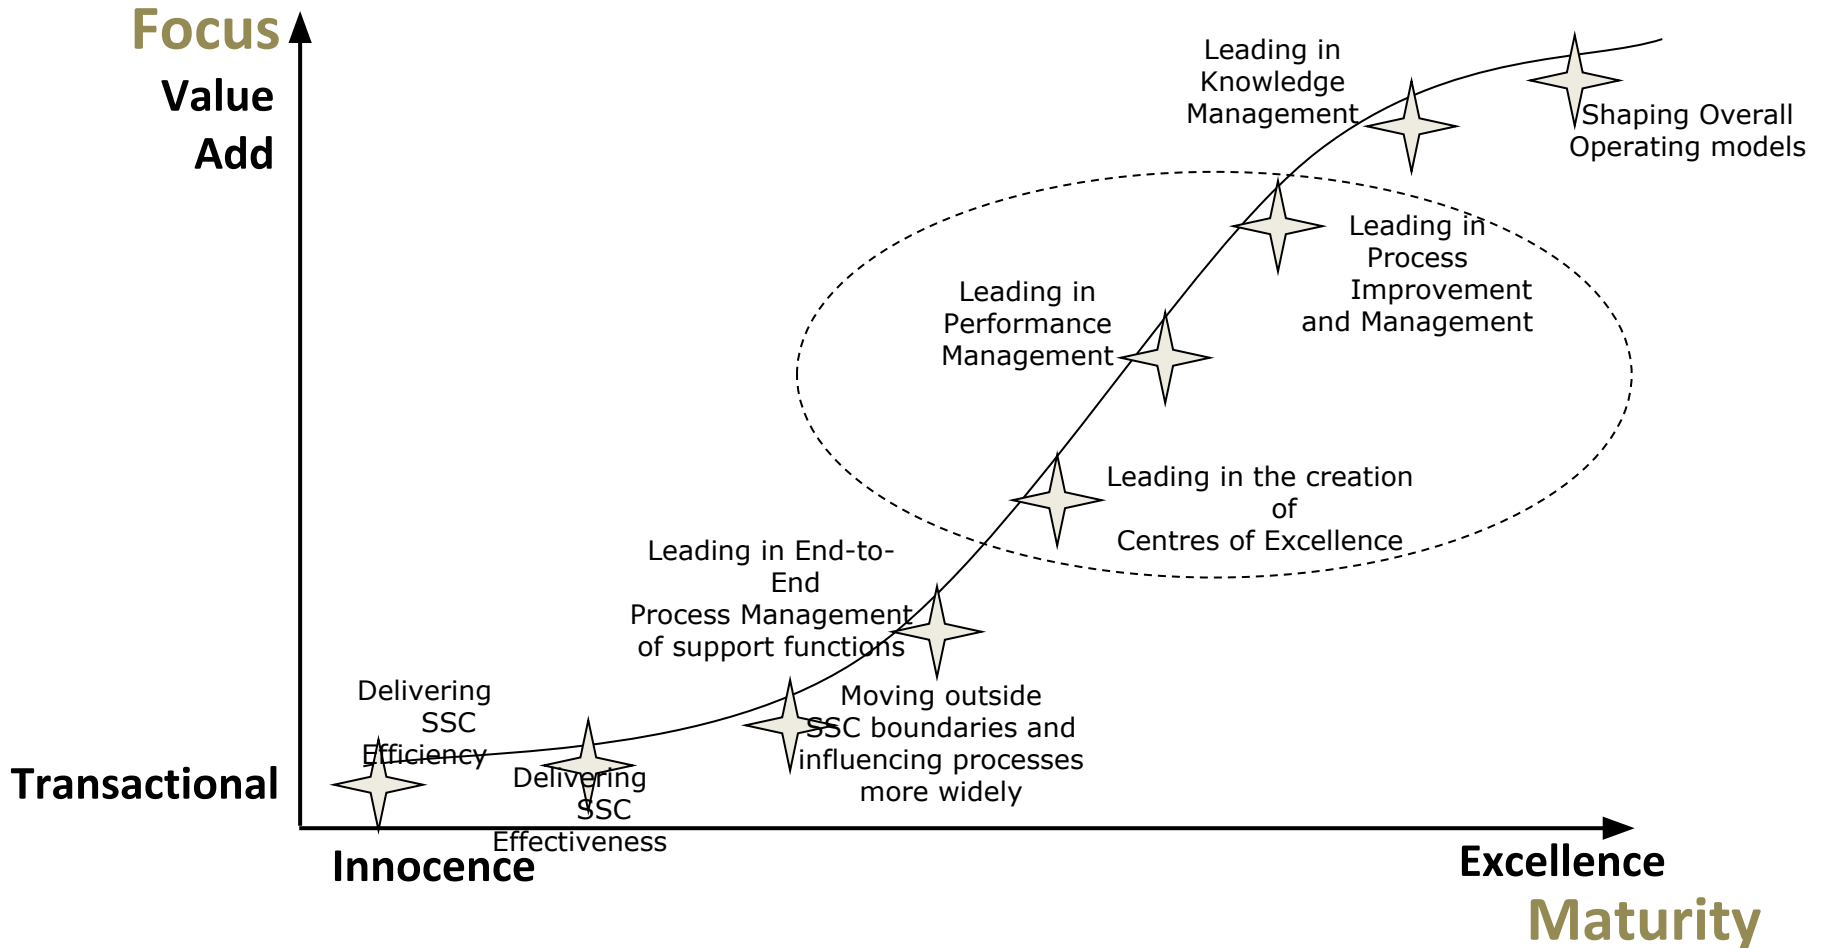 Focus
Value
Add
Leading in
Knowledge
Management
Shaping Overall
Operating models
Leading in
Process
Improvement
and Management
Leading in
Performance
Management
Leading in the creation
of
Centres of Excellence
Leading in End-to-
End
Process Management
of support functions
Moving outside
SSC boundaries and
influencing processes
more widely
Delivering
SSC
Efficiency
Delivering
SSC
Effectiveness
Transactional
Innocence
Excellence
Maturity